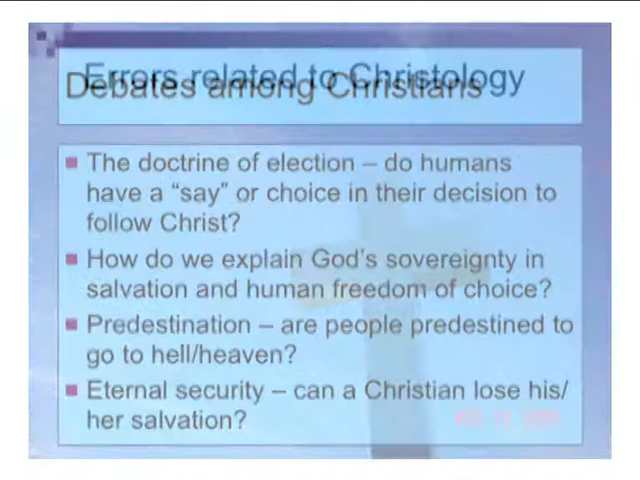 Errors related to Christology
Debates among Christians
The doctrine of election – do humans
have a “say” or choice in their decision to
follow Christ?
How do we explain God’s sovereignty in
salvation and human freedom of choice?
Predestination – are people predestined to
go to hell/heaven?
Eternal security – can a Christian lose his/
her salvation?